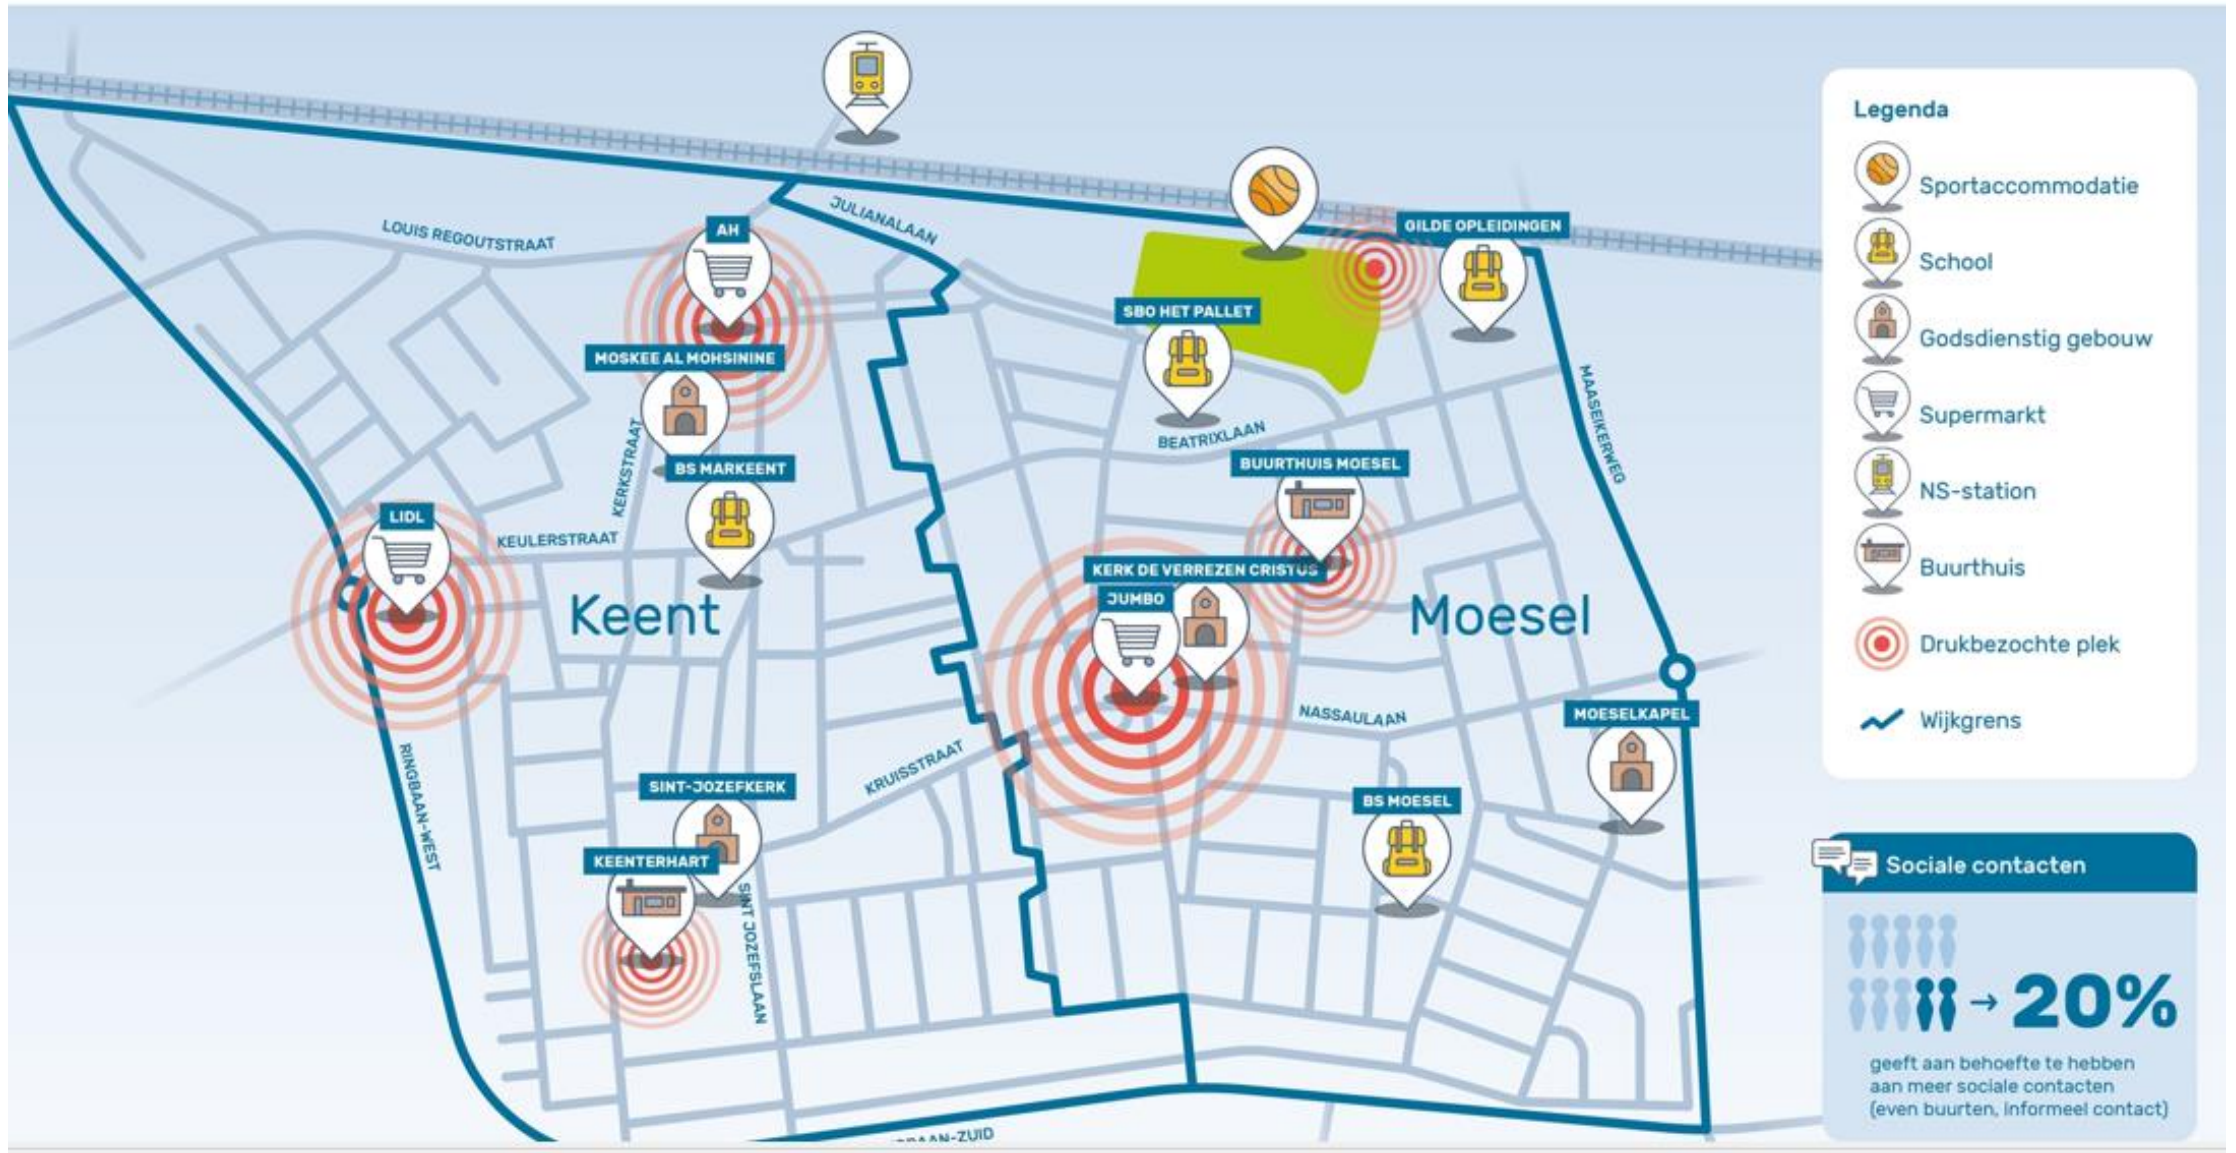 LOUIS REGOUTSTRAAT
JULIANALAAN
AH
GILDE OPLEIDINGEN
SBO HET PALLET
MOSKEE AL MOHSININE
KERKSTRAAT
BS MARKEENT
BEATRIXLAAN
MAASEIKERWEG
BUURTHUIS MOESEL
LIDL
KEULERSTRAAT
KERK DE VERREZEN CRISTUS
JUMBO
Keent
Moesel
NASSAULAAN
MOESELKAPEL
RINGBAAN-WEST
KRUISSTRAAT
SINT-JOZEFKERK
BS MOESEL
KEENTERHART
SINT JOZEFSLAAN
BAAN-ZUID
Legenda
Sportaccommodatie
School
Godsdienstig gebouw
Supermarkt
NS-station
Buurthuis
Drukbezochte plek
Wijkgrens
Sociale contacten
→ 20%
geeft aan behoefte te hebben
aan meer sociale contacten
(even buurten, informeel contact)